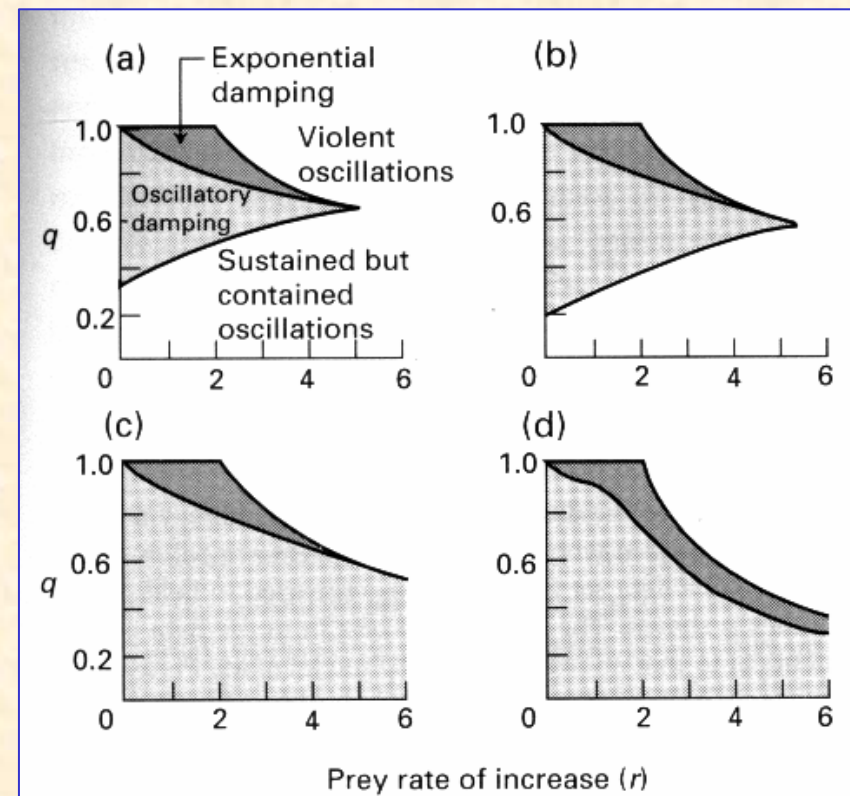 (a)
Exponential
damping
Violent
oscillations
1.0
Oscillatory
damping
0.6
q
Sustained but
contained
oscillations
0.2
0 2 4 6
(b)
1.0
0.6
0 2 4 6
(c)
1.0
0.6
q
0.2
0 2 4 6
(d)
1.0
0.6
0 2 4 6
Prey rate of increase (r)